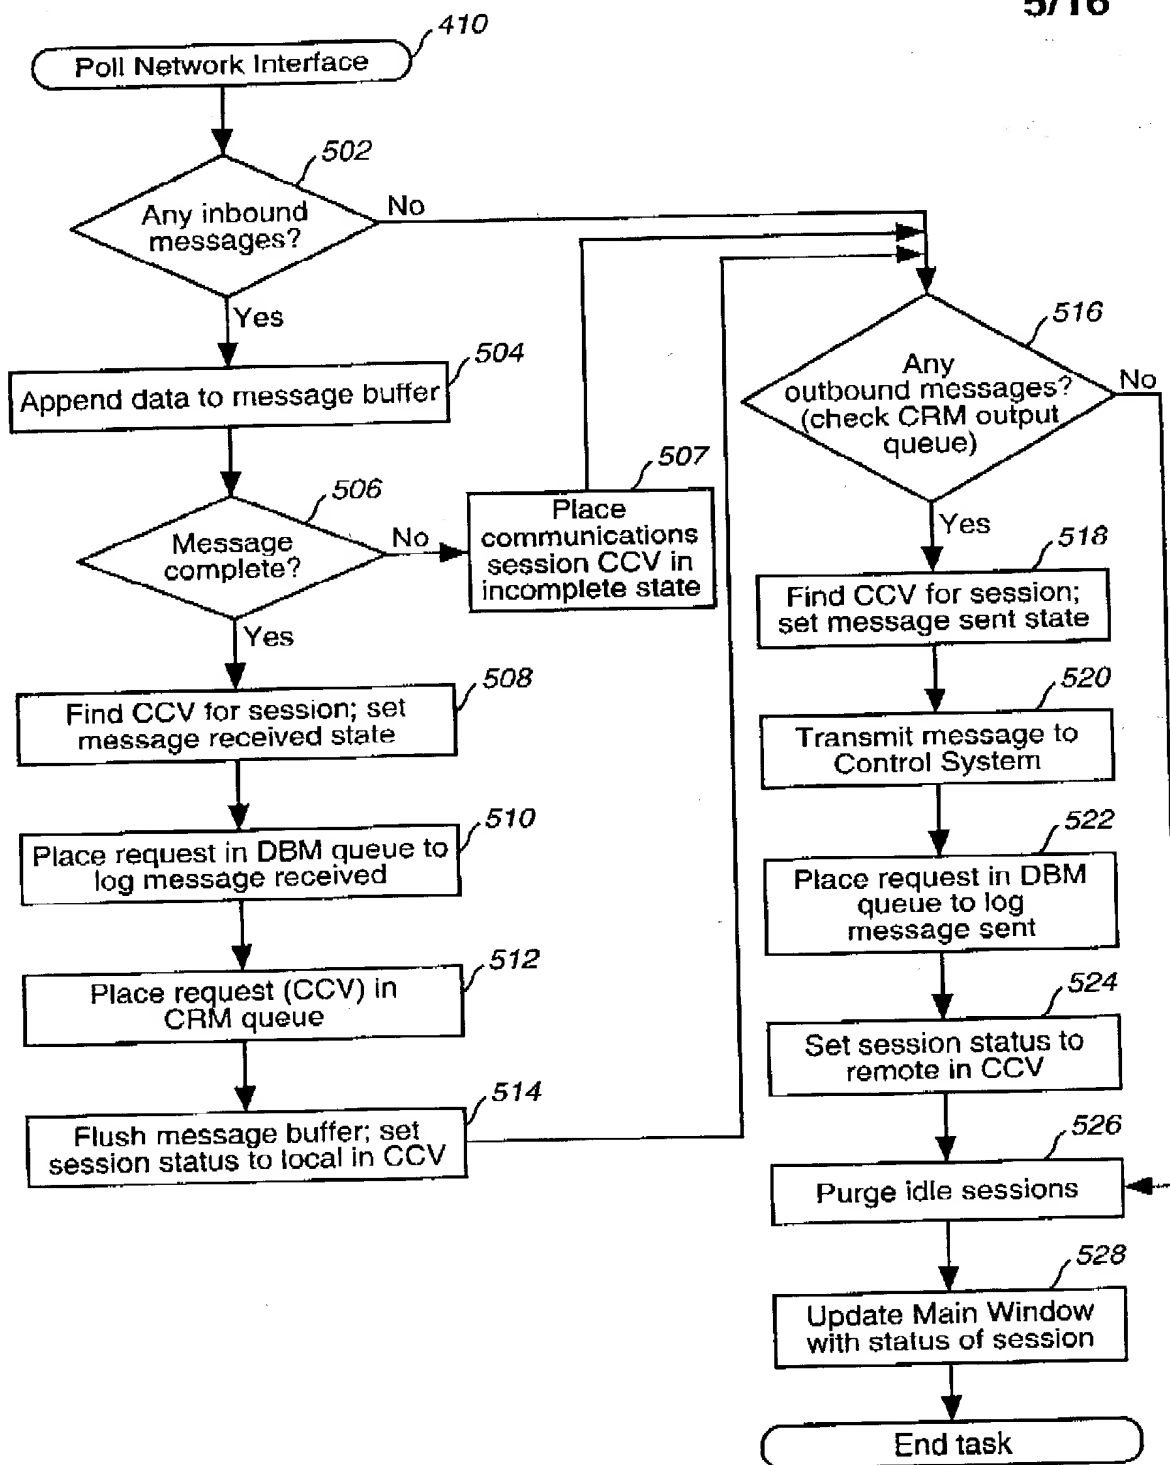 5/16
410
Poll Network Interface
502
Any inbound
messages?
No
Yes
504
Append data to message buffer
506
Message
complete?
No
507
Place
communications
session CCV in
incomplete state
Yes
508
Find CCV for session; set
message received state
510
Place request in DBM queue to
log message received
512
Place request (CCV) in
CRM queue
514
Flush message buffer; set
session status to local in CCV
516
Any
outbound messages?
(check CRM output
queue)
No
Yes
518
Find CCV for session;
set message sent state
520
Transmit message to
Control System
522
Place request in DBM
queue to log
message sent
524
Set session status to
remote in CCV
526
Purge idle sessions
528
Update Main Window
with status of session
End task